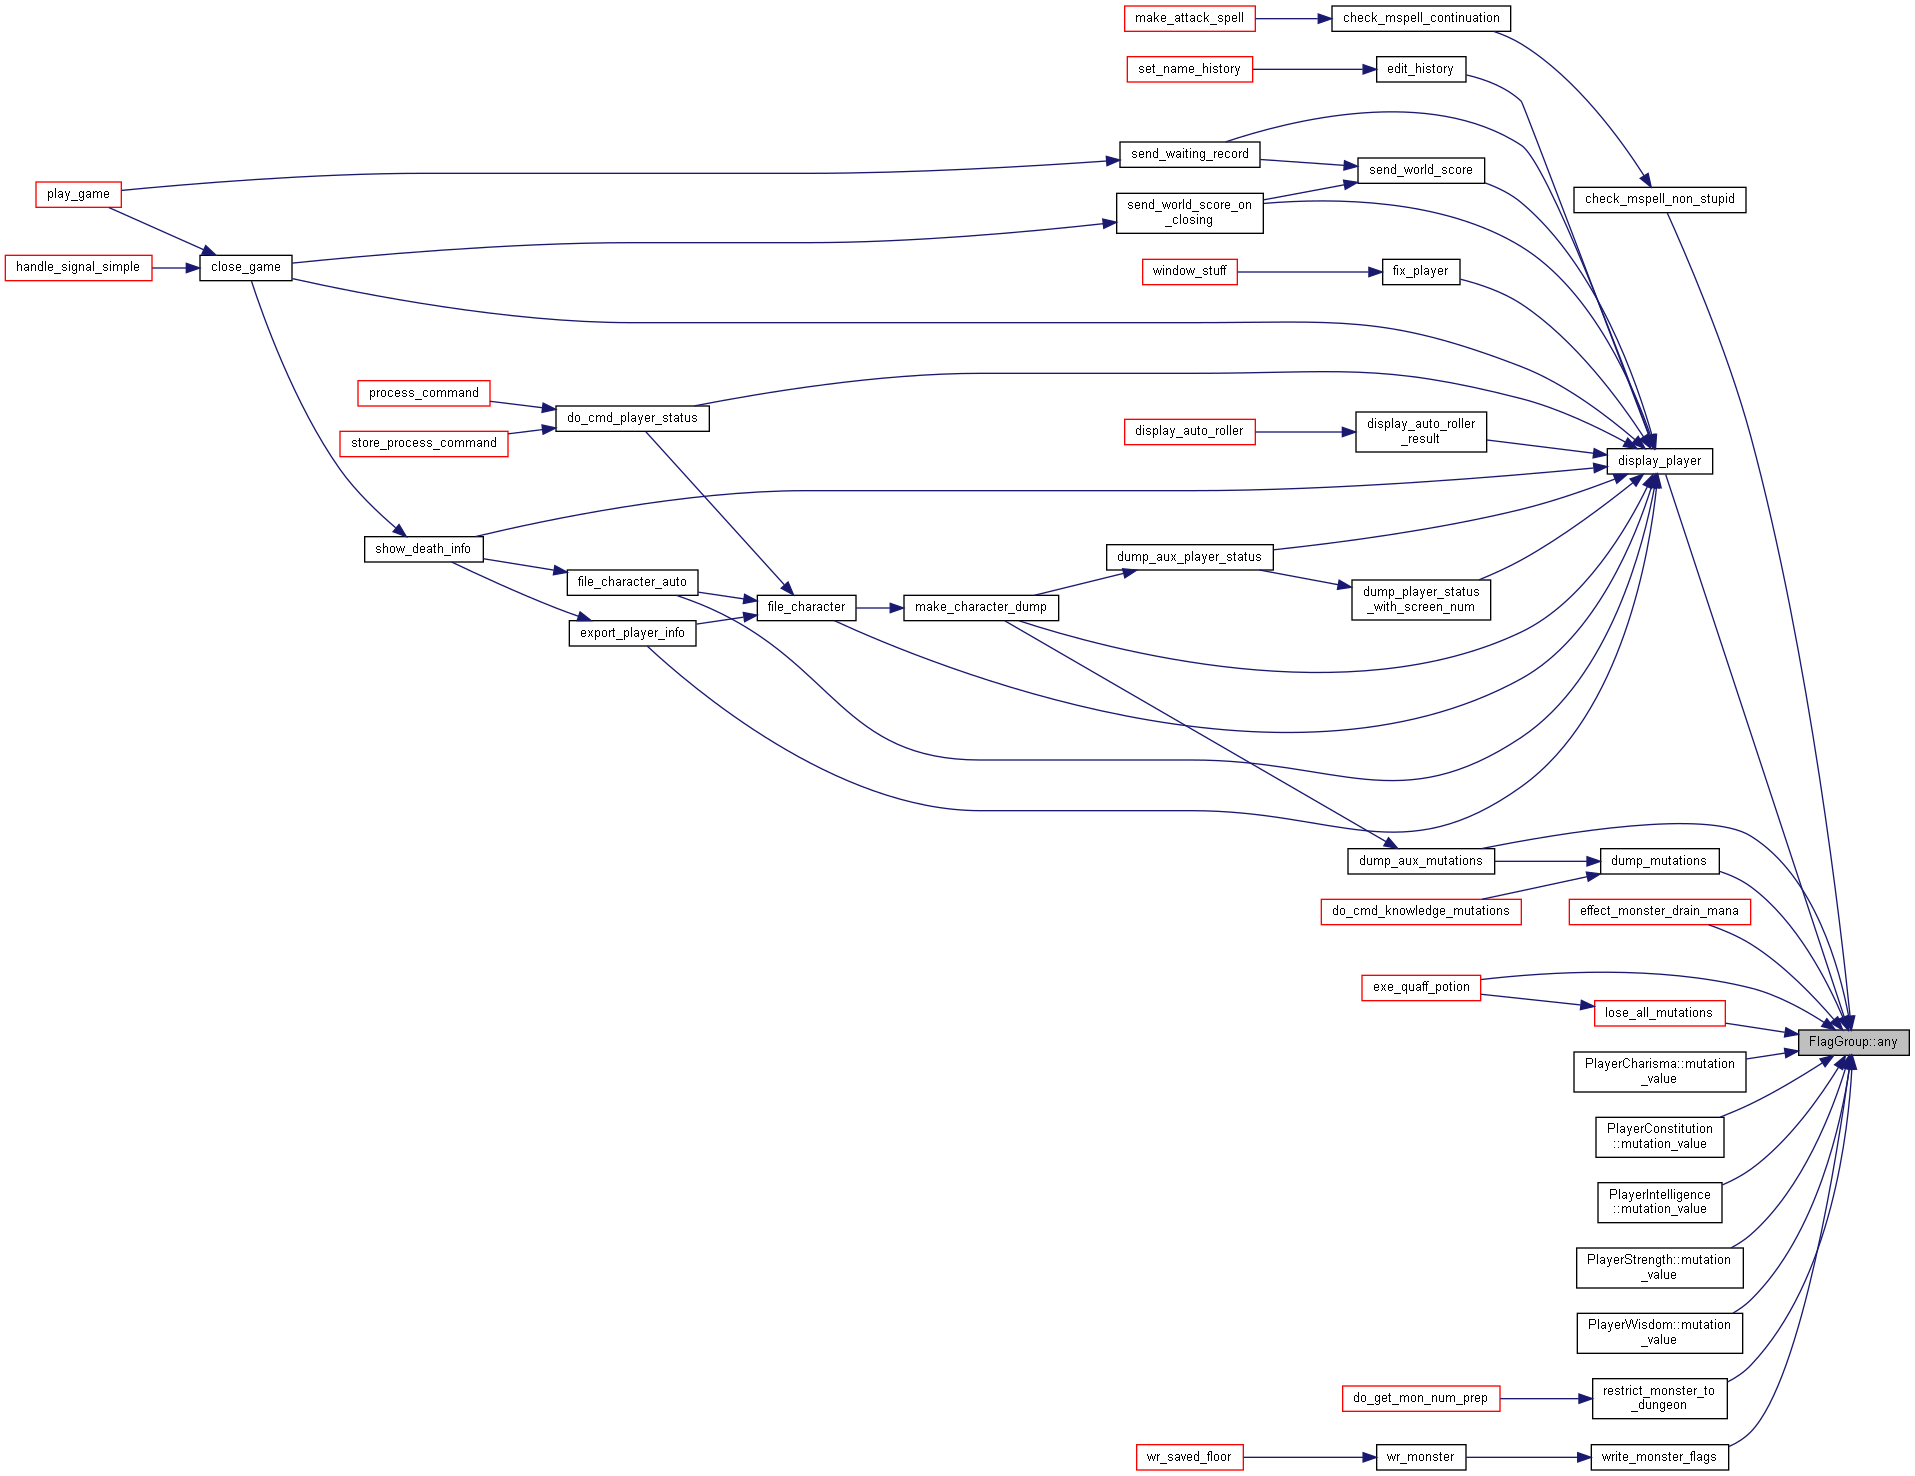 make_attack_spell
check_mspell_continuation
set_name_history
edit_history
send_waiting_record
send_world_score
play_game
send_world_score_on
_closing
check_mspell_non_stupid
handle_signal_simple
close_game
window_stuff
fix_player
process_command
do_cmd_player_status
store_process_command
display_auto_roller
display_auto_roller
_result
display_player
show_death_info
dump_aux_player_status
file_character_auto
file_character
make_character_dump
dump_player_status
_with_screen_num
export_player_info
dump_aux_mutations
dump_mutations
do_cmd_knowledge_mutations
effect_monster_drain_mana
exe_quaff_potion
lose_all_mutations
FlagGroup::any
PlayerCharisma::mutation
_value
PlayerConstitution
::mutation_value
PlayerIntelligence
::mutation_value
PlayerStrength::mutation
_value
PlayerWisdom::mutation
_value
do_get_mon_num_prep
restrict_monster_to
_dungeon
wr_saved_floor
wr_monster
write_monster_flags